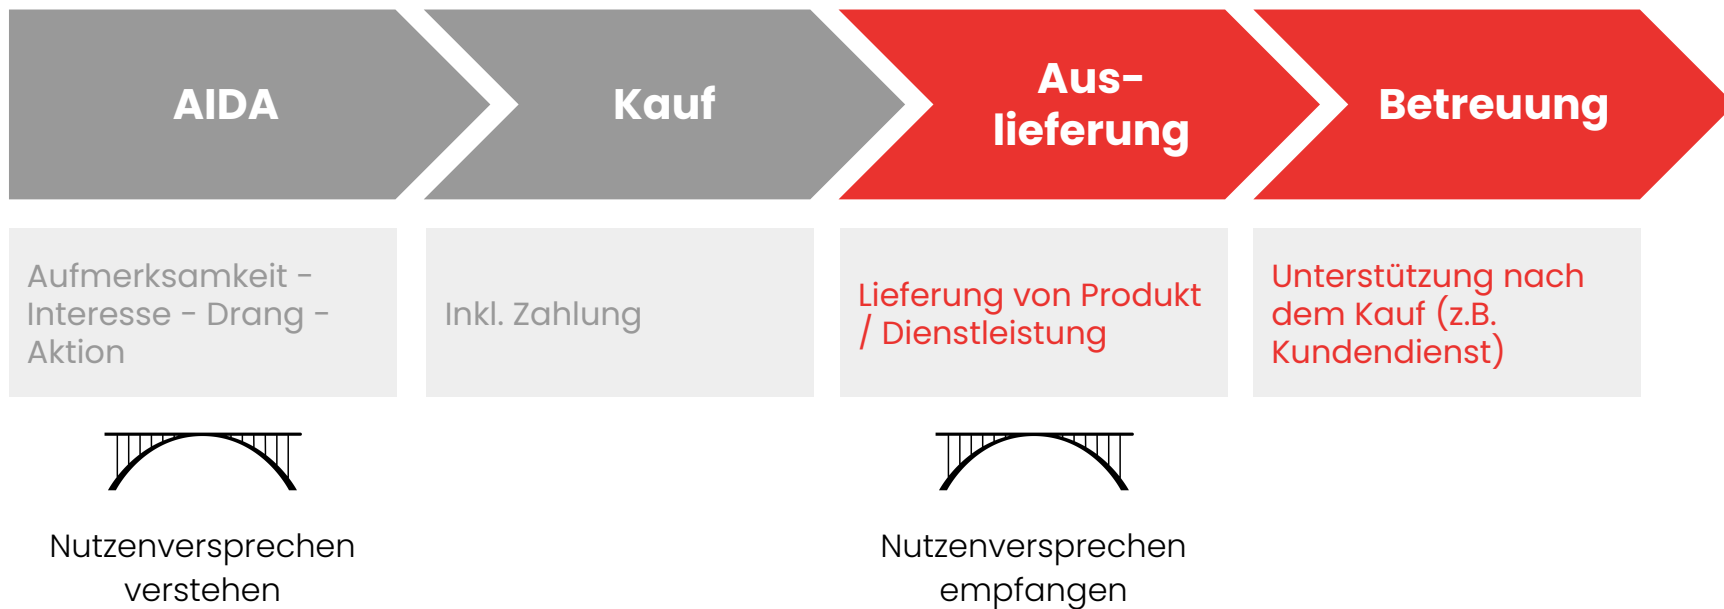 AIDA
Kauf
Aus-
lieferung
Betreuung
Aufmerksamkeit -
Interesse - Drang -
Aktion
Inkl. Zahlung
Lieferung von Produkt
/ Dienstleistung
Unterstützung nach
dem Kauf (z.B.
Kundendienst)
Nutzenversprechen
verstehen
Nutzenversprechen
empfangen